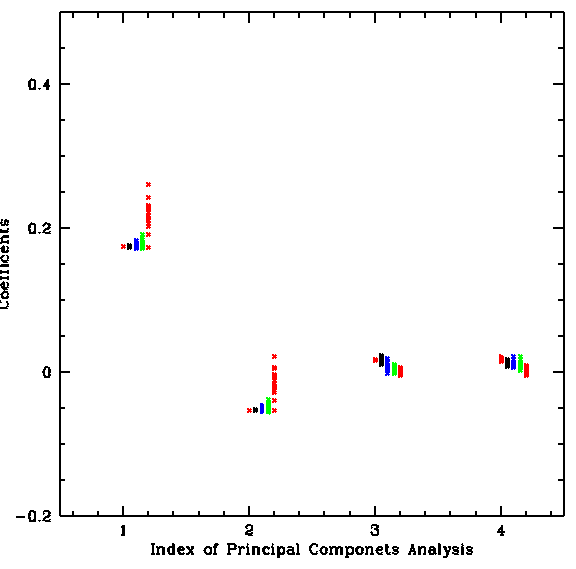 0.4
0.2
Coefficents
0
-0.2
1 2 3 4
Index of Principal Componets Analysis